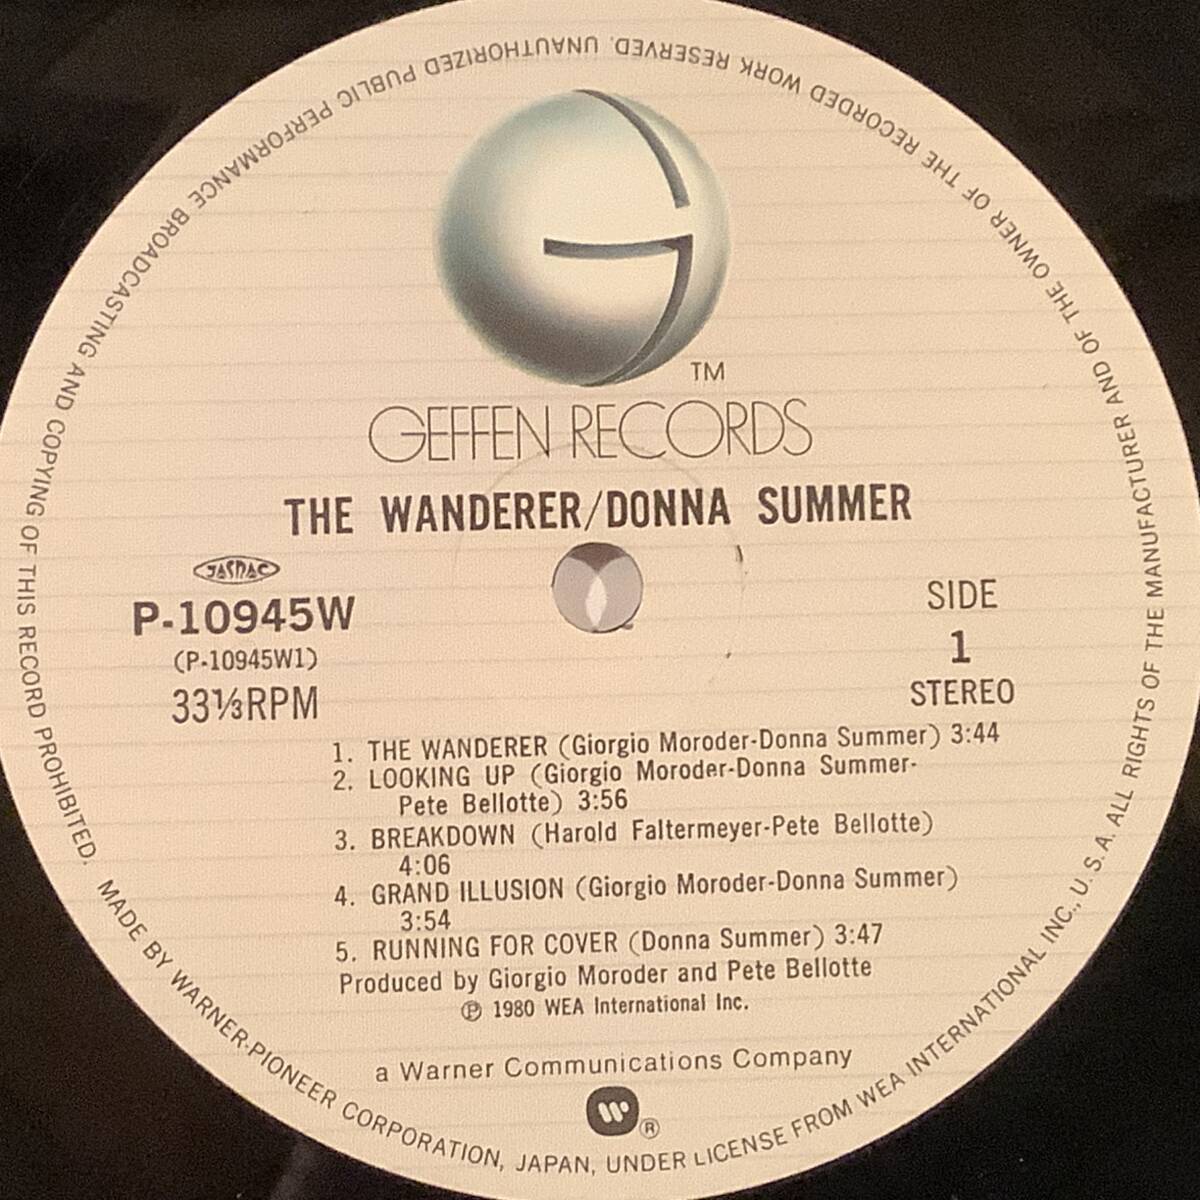 TM
GEFFEN RECORDS
THE WANDERER/DONNA SUMMER
JASRAC
P-10945W
(P-10945W1)
33⅓RPM
SIDE
1
STEREO
1. THE WANDERER (Giorgio Moroder-Donna Summer) 3:44
2. LOOKING UP (Giorgio Moroder-Donna Summer-
Pete Bellotte) 3:56
3. BREAKDOWN (Harold Faltermeyer-Pete Bellotte)
4:06
4. GRAND ILLUSION (Giorgio Moroder-Donna Summer)
3:54
5. RUNNING FOR COVER (Donna Summer) 3:47
Produced by Giorgio Moroder and Pete Bellotte
℗ 1980 WEA International Inc.
a Warner Communications Company
W ®
MADE BY WARNER-PIONEER CORPORATION, JAPAN, UNDER LICENSE FROM WEA INTERNATIONAL INC., U. S. A. ALL RIGHTS OF THE MANUFACTURER AND OF THE OWNER OF THE RECORDED WORK RESERVED. UNAUTHORIZED PUBLIC PERFORMANCE BROADCASTING AND COPYING OF THIS RECORD PROHIBITED.